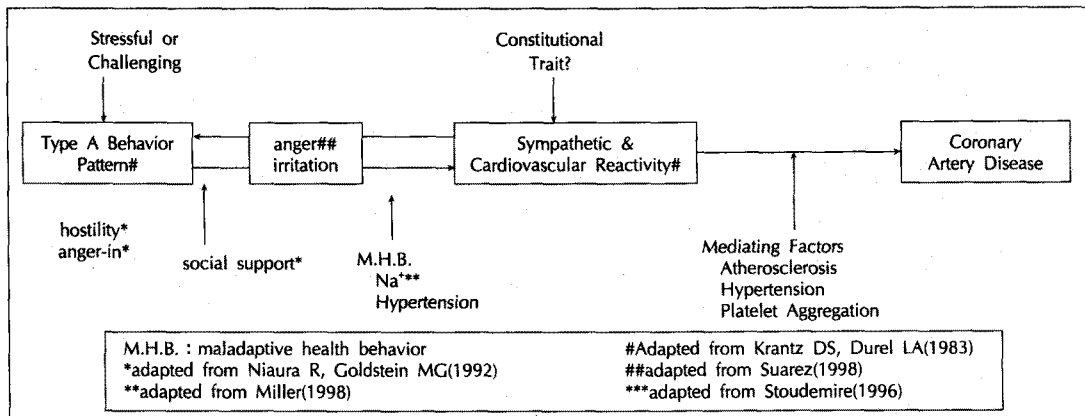 Stressful or
Challenging
Constitutional
Trait?
Type A Behavior
Pattern#
anger##
irritation
Sympathetic &
Cardiovascular Reactivity#
Coronary
Artery Disease
hostility*
anger-in*
social support*
M.H.B.
Na⁺**
Hypertension
Mediating Factors
Atherosclerosis
Hypertension
Platelet Aggregation
M.H.B. : maladaptive health behavior
*adapted from Niaura R, Goldstein MG(1992)
**adapted from Miller(1998)
#Adapted from Krantz DS, Durel LA(1983)
##adapted from Suarez(1998)
***adapted from Stoudemire(1996)